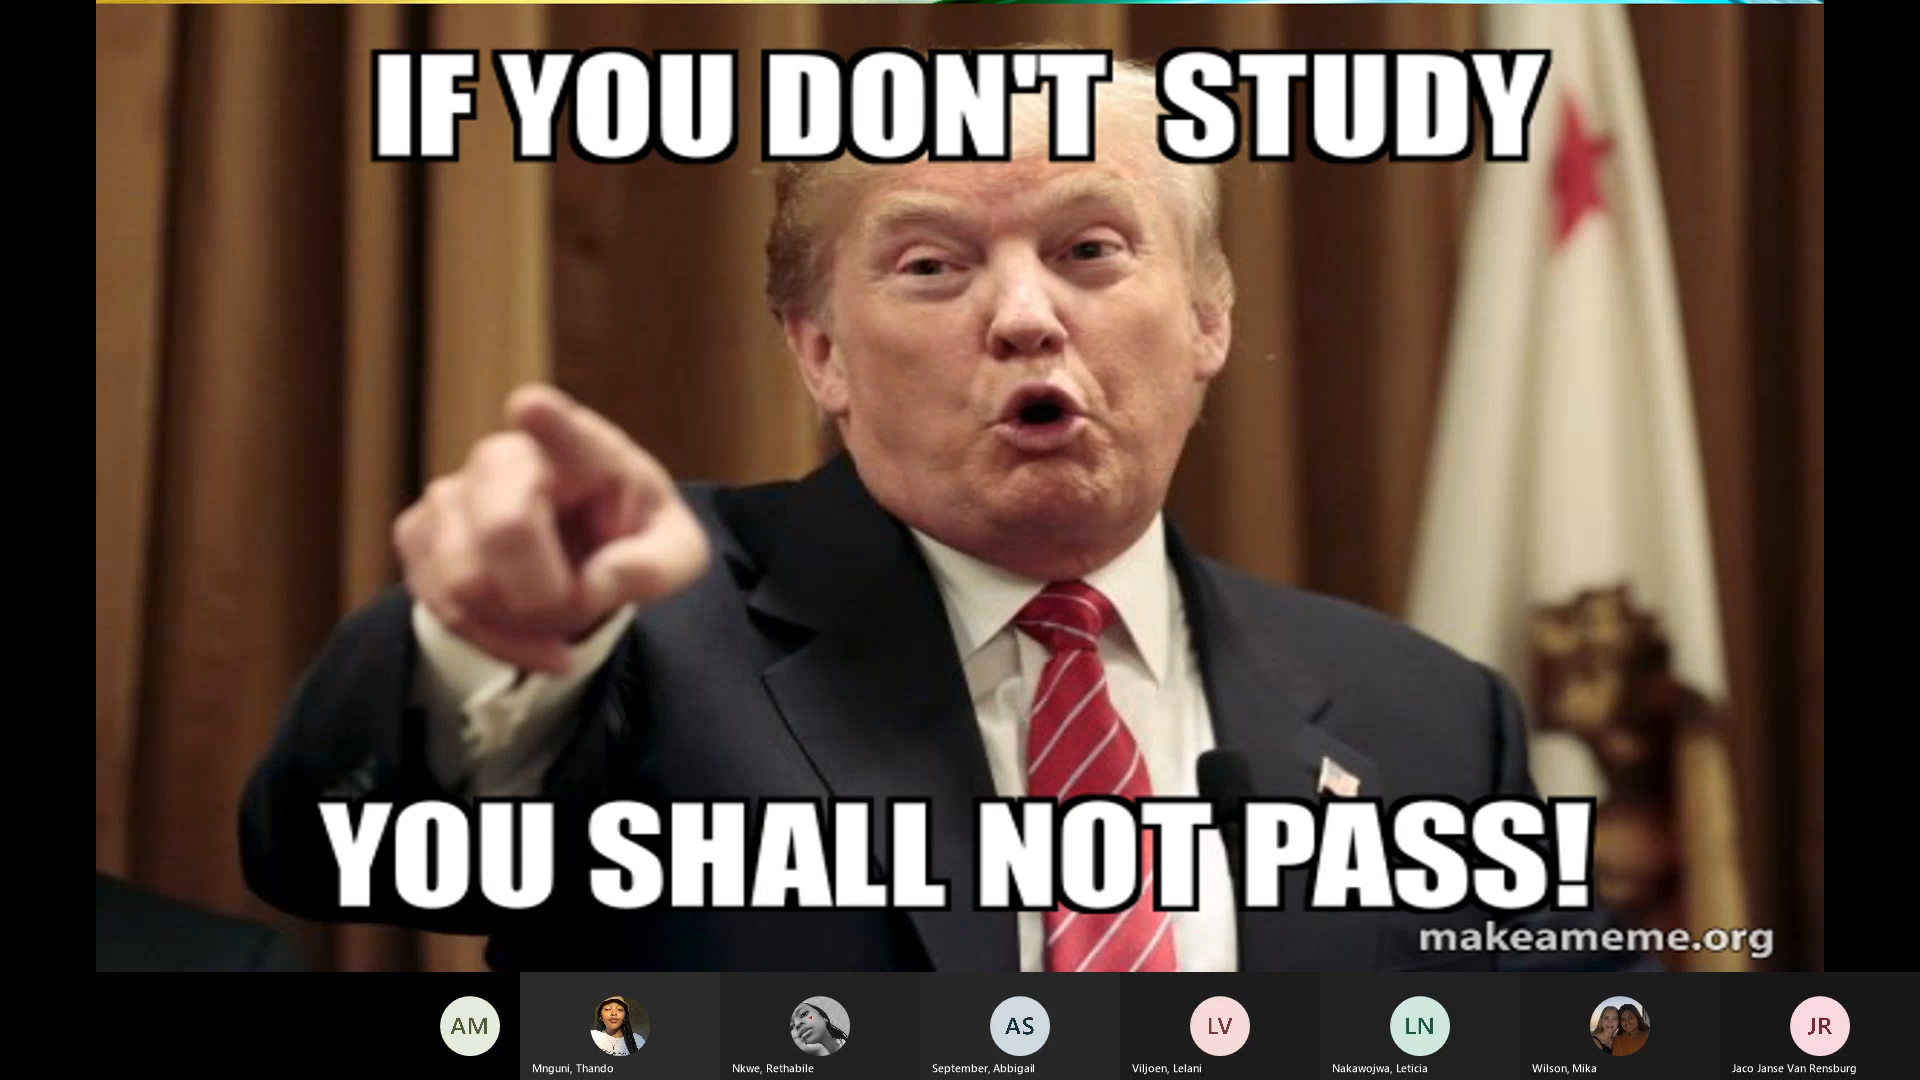 IF YOU DON'T STUDY
YOU SHALL NOT PASS!
makeameme.org
AM
AS
LV
LN
JR
Mnguni, Thando
Nkwe, Rethabile
September, Abbigail
Viljoen, Lelani
Nakawojwa, Leticia
Wilson, Mika
Jaco Janse Van Rensburg